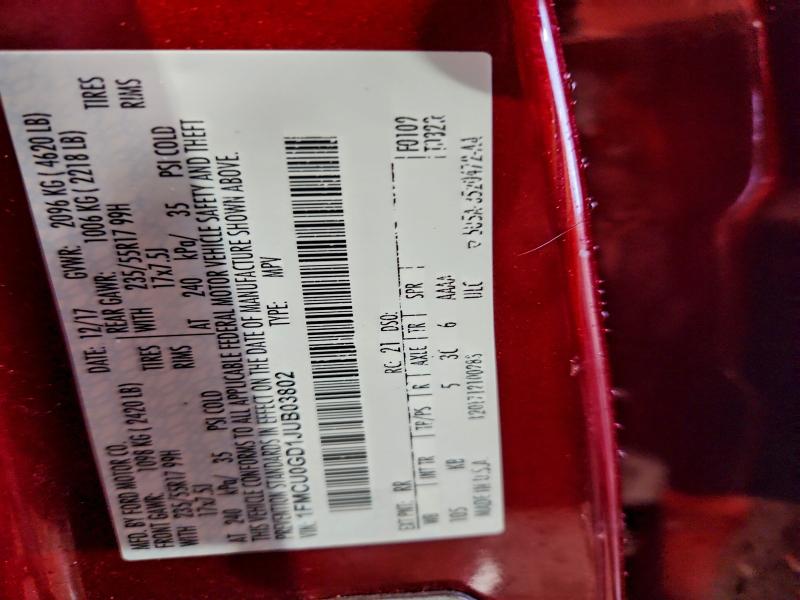 MFD. BY FORD MOTOR CO.
DATE: 12/17 GVWR: 2096 KG ( 4620 LB)
FRONT GAWR: 1098 KG ( 2420 LB) REAR GAWR: 1006 KG ( 2218 LB)
WITH 235/55R17 99H TIRES WITH 235/55R17 99H TIRES
17x7.5J RIMS 17x7.5J RIMS
AT 240 kPa/ 35 PSI COLD AT 240 kPa/ 35 PSI COLD
THIS VEHICLE CONFORMS TO ALL APPLICABLE FEDERAL MOTOR VEHICLE SAFETY AND THEFT
PREVENTION STANDARDS IN EFFECT ON THE DATE OF MANUFACTURE SHOWN ABOVE.
VIN: 1FMCU0GD1JUB03802 TYPE: MPV
EXT PNT: RR RC: 21 DSO: F0109
WB INT TR TP/PS R AXLE TR SPR
105 KB 5 3C 6 AAAA
MADE IN U.S.A. ULC